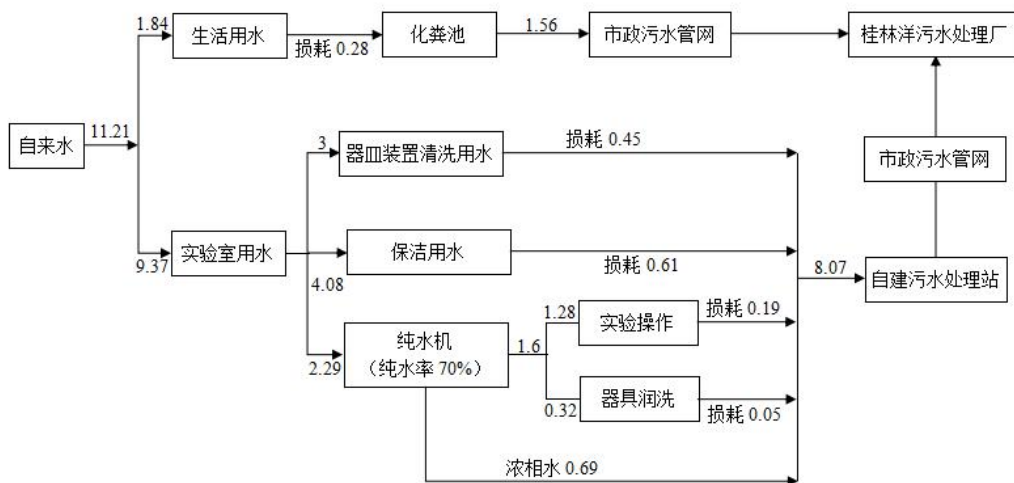 1.84
生活用水
损耗 0.28
化粪池
1.56
市政污水管网
桂林洋污水处理厂
自来水
11.21
3
器皿装置清洗用水
损耗 0.45
市政污水管网
9.37
实验室用水
4.08
保洁用水
损耗 0.61
8.07
自建污水处理站
2.29
纯水机
（纯水率 70%）
1.6
1.28
实验操作
损耗 0.19
0.32
器具润洗
损耗 0.05
浓相水 0.69